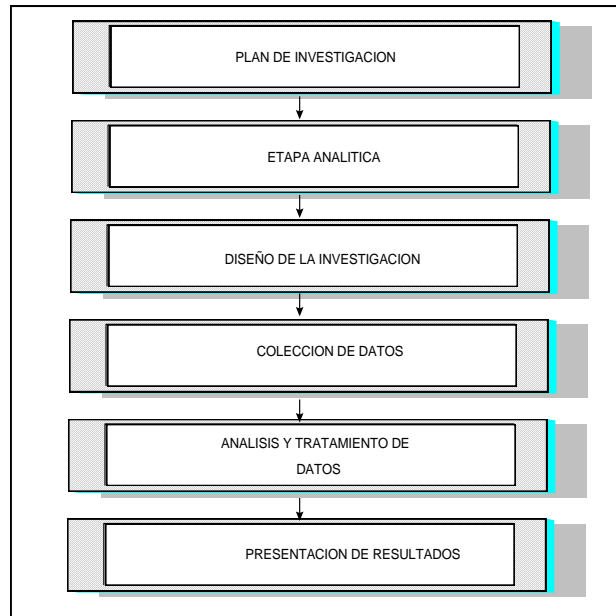 PLAN DE INVESTIGACION
ETAPA ANALITICA
DISEÑO DE LA INVESTIGACION
COLECCION DE DATOS
ANALISIS Y TRATAMIENTO DE
DATOS
PRESENTACION DE RESULTADOS